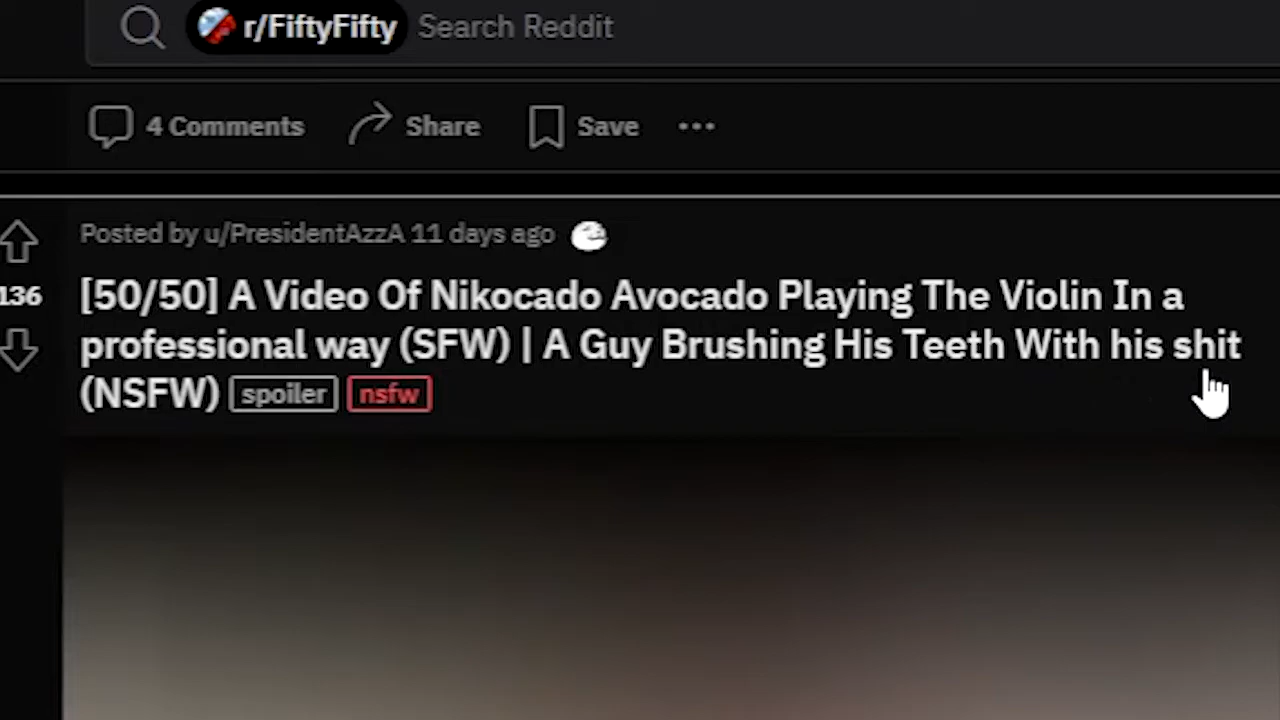 r/FiftyFifty Search Reddit
4 Comments Share Save
Posted by u/PresidentAzzA 11 days ago
136
[50/50] A Video Of Nikocado Avocado Playing The Violin In a
professional way (SFW) | A Guy Brushing His Teeth With his shit
(NSFW) spoiler nsfw